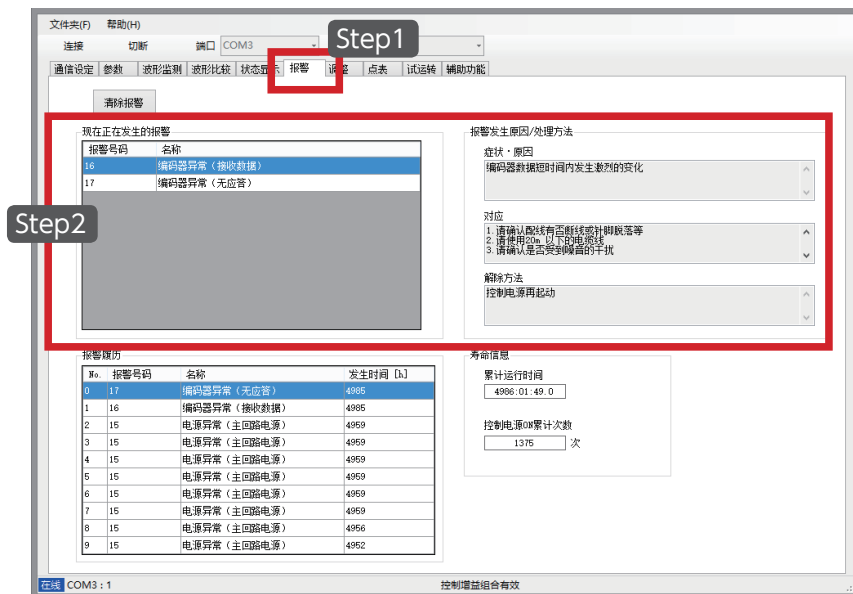 文件夹(F) 帮助(H)
连接 切断 端口 COM3
Step1
通信设定 参数 波形监测 波形比较 状态显示 报警 调整 点表 试运转 辅助功能
清除报警
现在正在发生的报警
报警号码 名称
16 编码器异常（接收数据）
17 编码器异常（无应答）
Step2
报警发生原因/处理方法
症状・原因
编码器数据短时间内发生激烈的变化
对应
1. 请确认配线有否断线或针脚脱落等
2. 请使用20m 以下的电缆线
3. 请确认是否受到噪音的干扰
解除方法
控制电源再起动
报警履历
No. 报警号码 名称 发生时间 [h]
0 17 编码器异常（无应答） 4985
1 16 编码器异常（接收数据） 4985
2 15 电源异常（主回路电源） 4959
3 15 电源异常（主回路电源） 4959
4 15 电源异常（主回路电源） 4959
5 15 电源异常（主回路电源） 4959
6 15 电源异常（主回路电源） 4959
7 15 电源异常（主回路电源） 4959
8 15 电源异常（主回路电源） 4956
9 15 电源异常（主回路电源） 4952
寿命信息
累计运行时间
4986:01:49.0
控制电源ON累计次数
1375 次
在线 COM3 : 1 控制增益组合有效